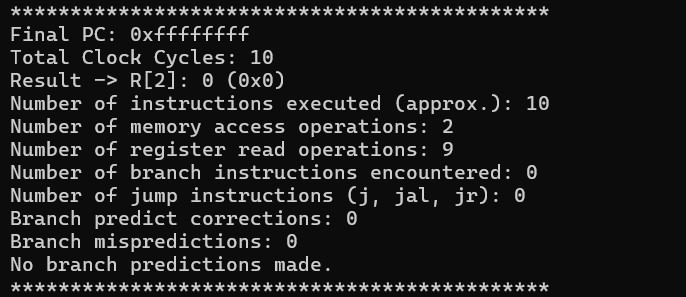 *********************************************
Final PC: 0xffffffff
Total Clock Cycles: 10
Result -> R[2]: 0 (0x0)
Number of instructions executed (approx.): 10
Number of memory access operations: 2
Number of register read operations: 9
Number of branch instructions encountered: 0
Number of jump instructions (j, jal, jr): 0
Branch predict corrections: 0
Branch mispredictions: 0
No branch predictions made.
*********************************************